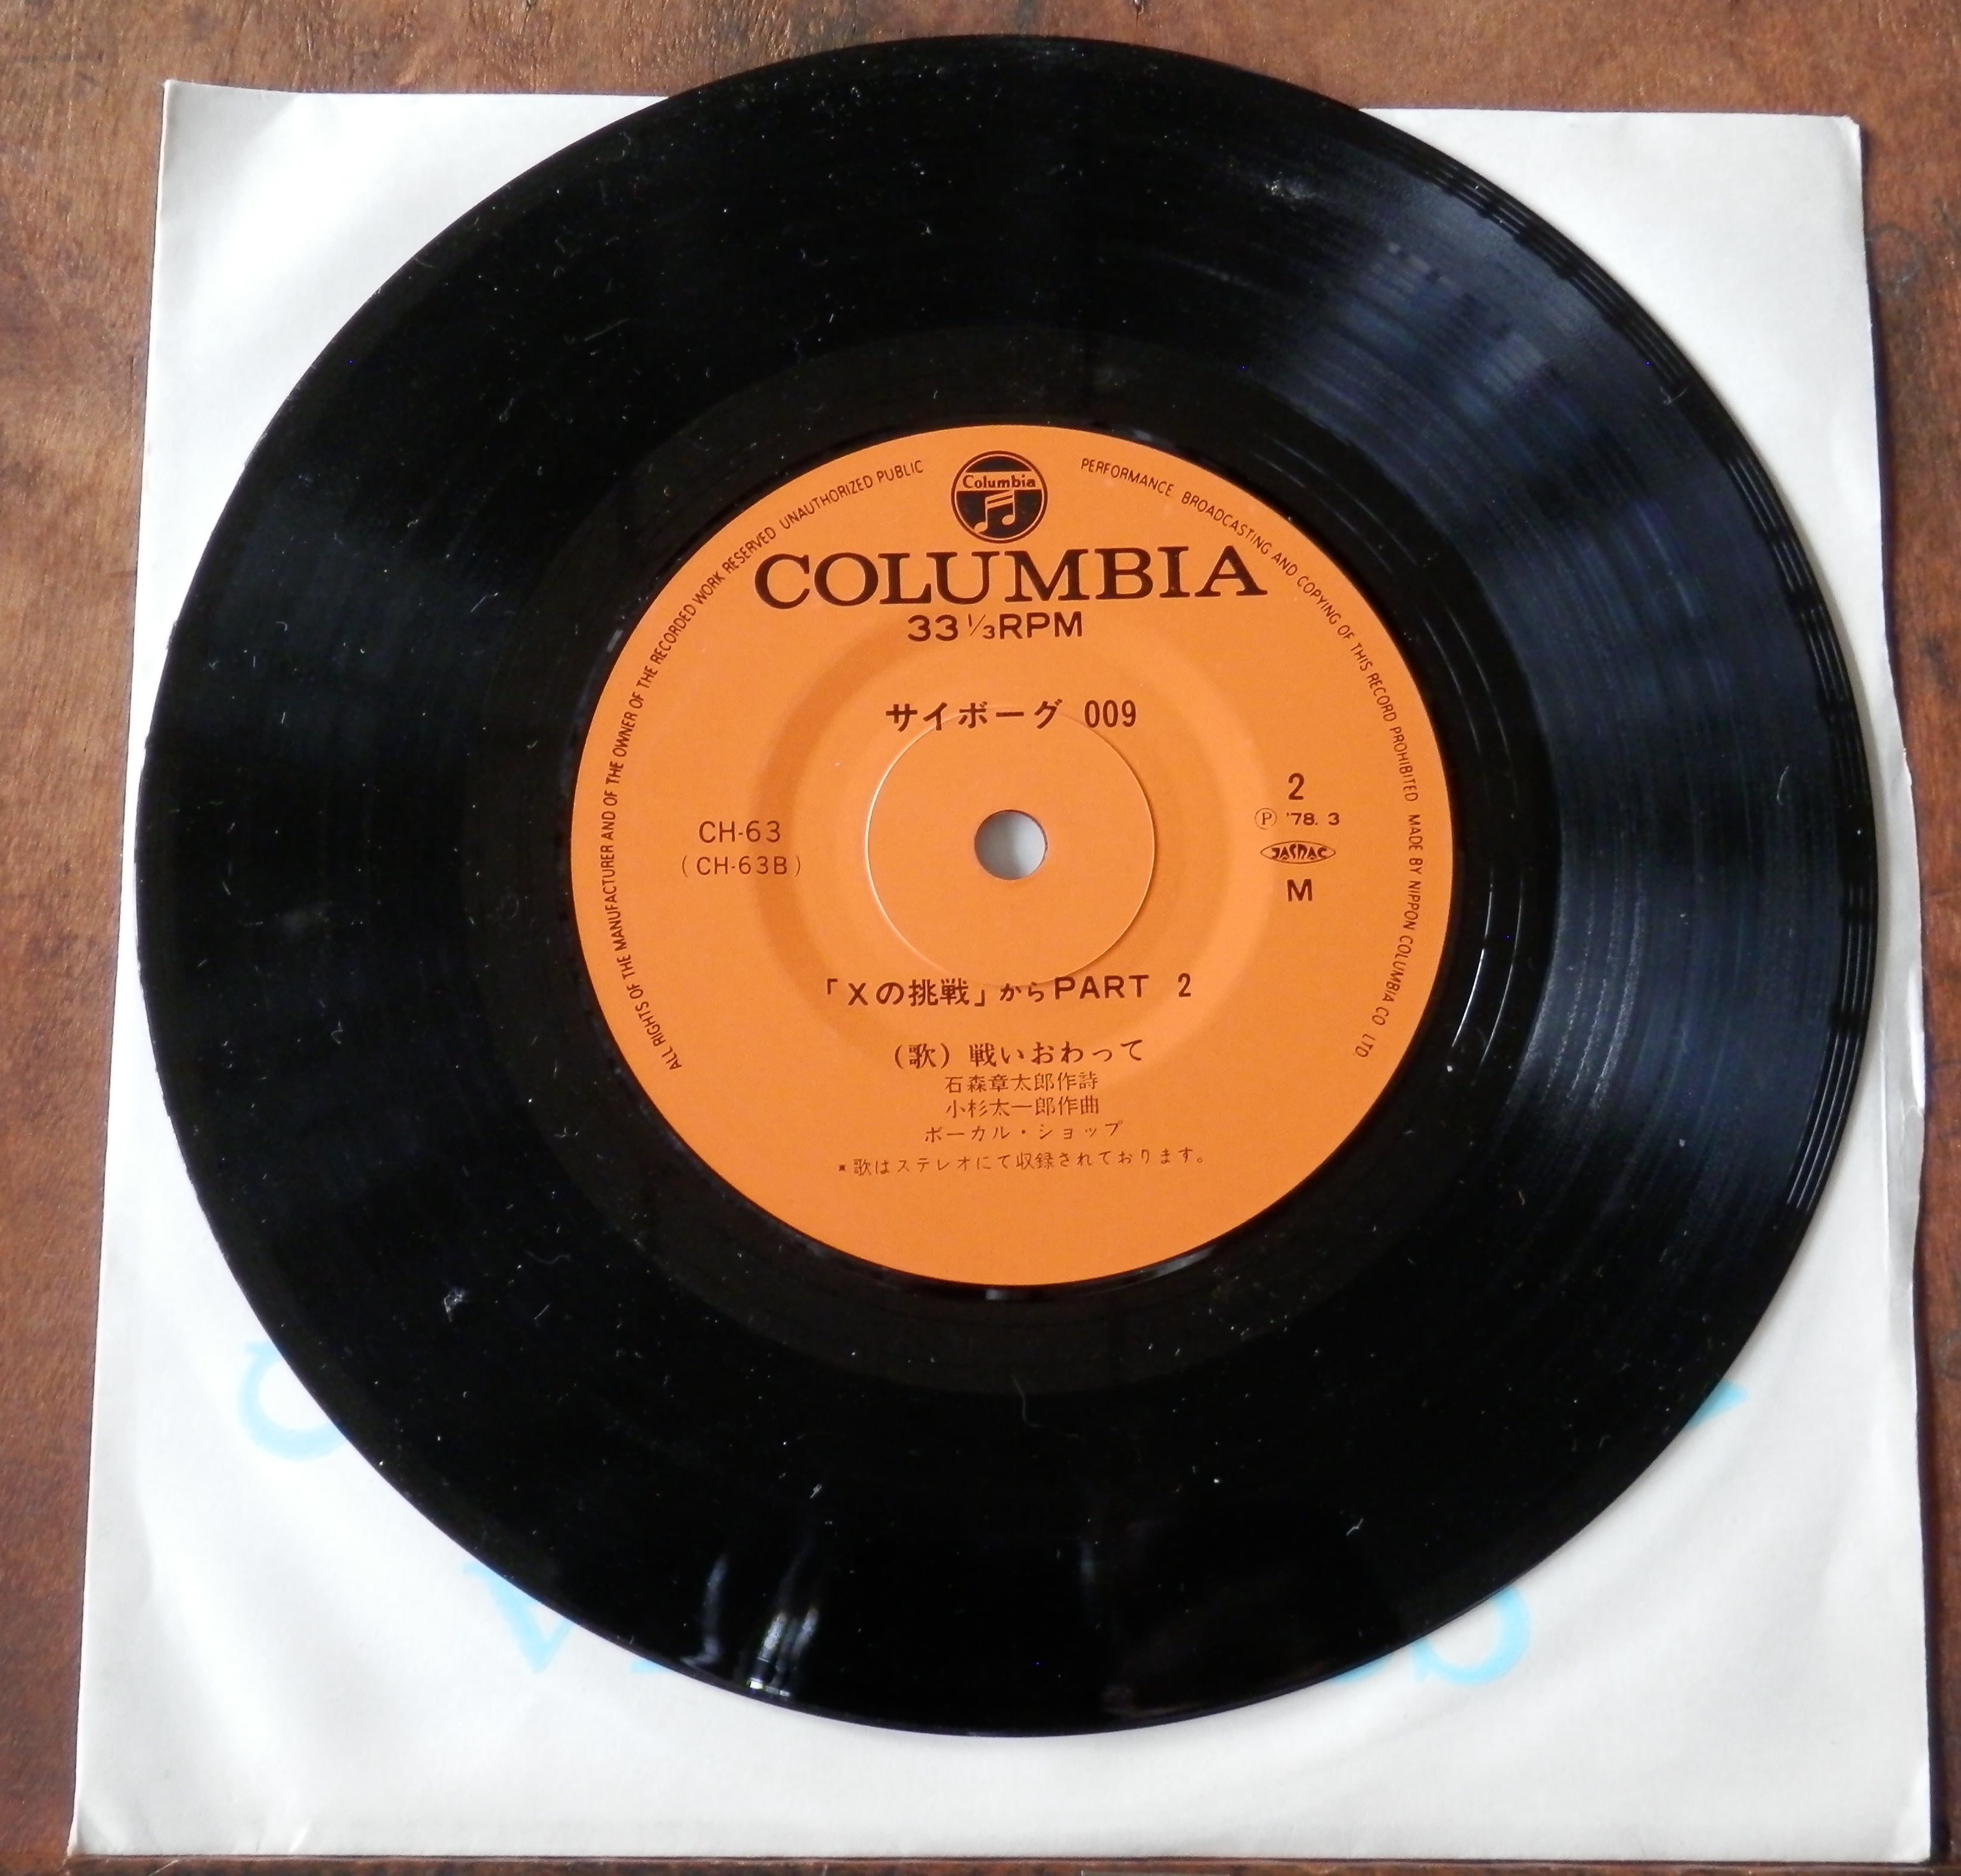 ALL RIGHTS OF THE MANUFACTURER AND OF THE OWNER OF THE RECORDED WORK RESERVED UNAUTHORIZED PUBLIC PERFORMANCE BROADCASTING AND COPYING OF THIS RECORD PROHIBITED MADE BY NIPPON COLUMBIA CO LTD
Columbia
COLUMBIA
33 1/3 RPM
サイボーグ 009
2
Ⓟ '78. 3
JASRAC
M
CH-63
(CH-63B)
「Xの挑戦」からPART 2
(歌) 戦いおわって
石森章太郎作詩
小杉太一郎作曲
ボーカル・ショップ
*歌はステレオにて収録されております。